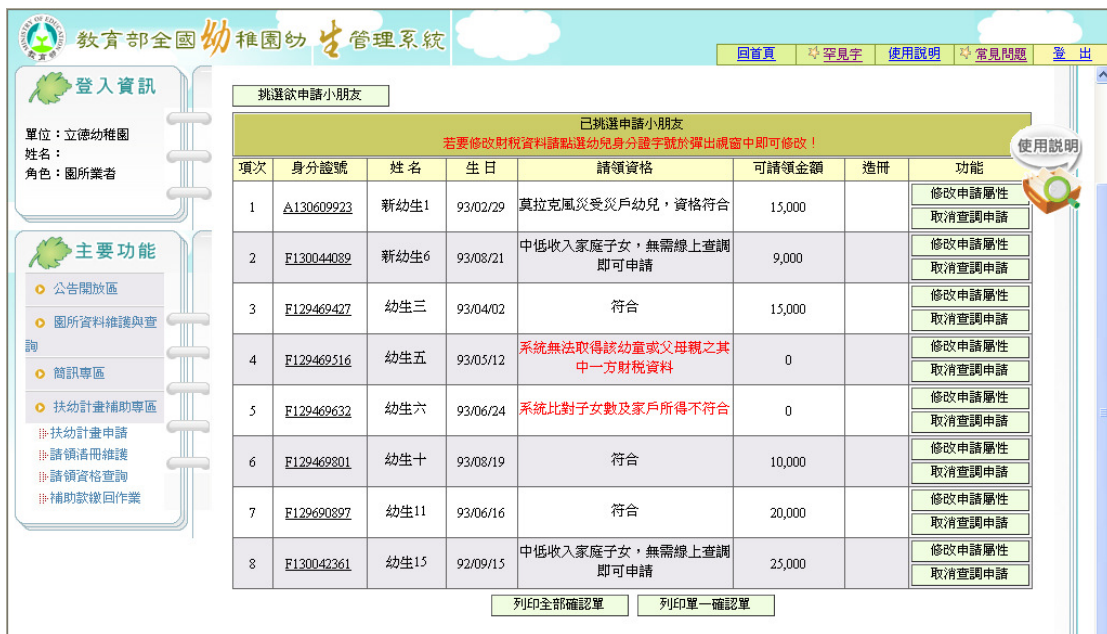 教育部全國幼稚園幼生管理系統
回首頁 罕見字 使用說明 常見問題 登 出
登入資訊
單位：立德幼稚園
姓名：
角色：園所業者
主要功能
公告開放區
園所資料維護與查
詢
簡訊專區
扶幼計畫補助專區
扶幼計畫申請
請領清冊維護
請領資格查詢
補助款繳回作業
挑選欲申請小朋友
已挑選申請小朋友
若要修改財稅資料請點選幼兒身分證字號於彈出視窗中即可修改！
使用說明
項次 身分證號 姓 名 生 日 請領資格 可請領金額 造冊 功能
1 A130609923 新幼生1 93/02/29 莫拉克風災受災戶幼兒，資格符合 15,000 修改申請屬性
取消查調申請
2 F130044089 新幼生6 93/08/21 中低收入家庭子女，無需線上查調
即可申請 9,000 修改申請屬性
取消查調申請
3 F129469427 幼生三 93/04/02 符合 15,000 修改申請屬性
取消查調申請
4 F129469516 幼生五 93/05/12 系統無法取得該幼童或父母親之其
中一方財稅資料 0 修改申請屬性
取消查調申請
5 F129469632 幼生六 93/06/24 系統比對子女數及家戶所得不符合 0 修改申請屬性
取消查調申請
6 F129469801 幼生十 93/08/19 符合 10,000 修改申請屬性
取消查調申請
7 F129690897 幼生11 93/06/16 符合 20,000 修改申請屬性
取消查調申請
8 F130042361 幼生15 92/09/15 中低收入家庭子女，無需線上查調
即可申請 25,000 修改申請屬性
取消查調申請
列印全部確認單 列印單一確認單